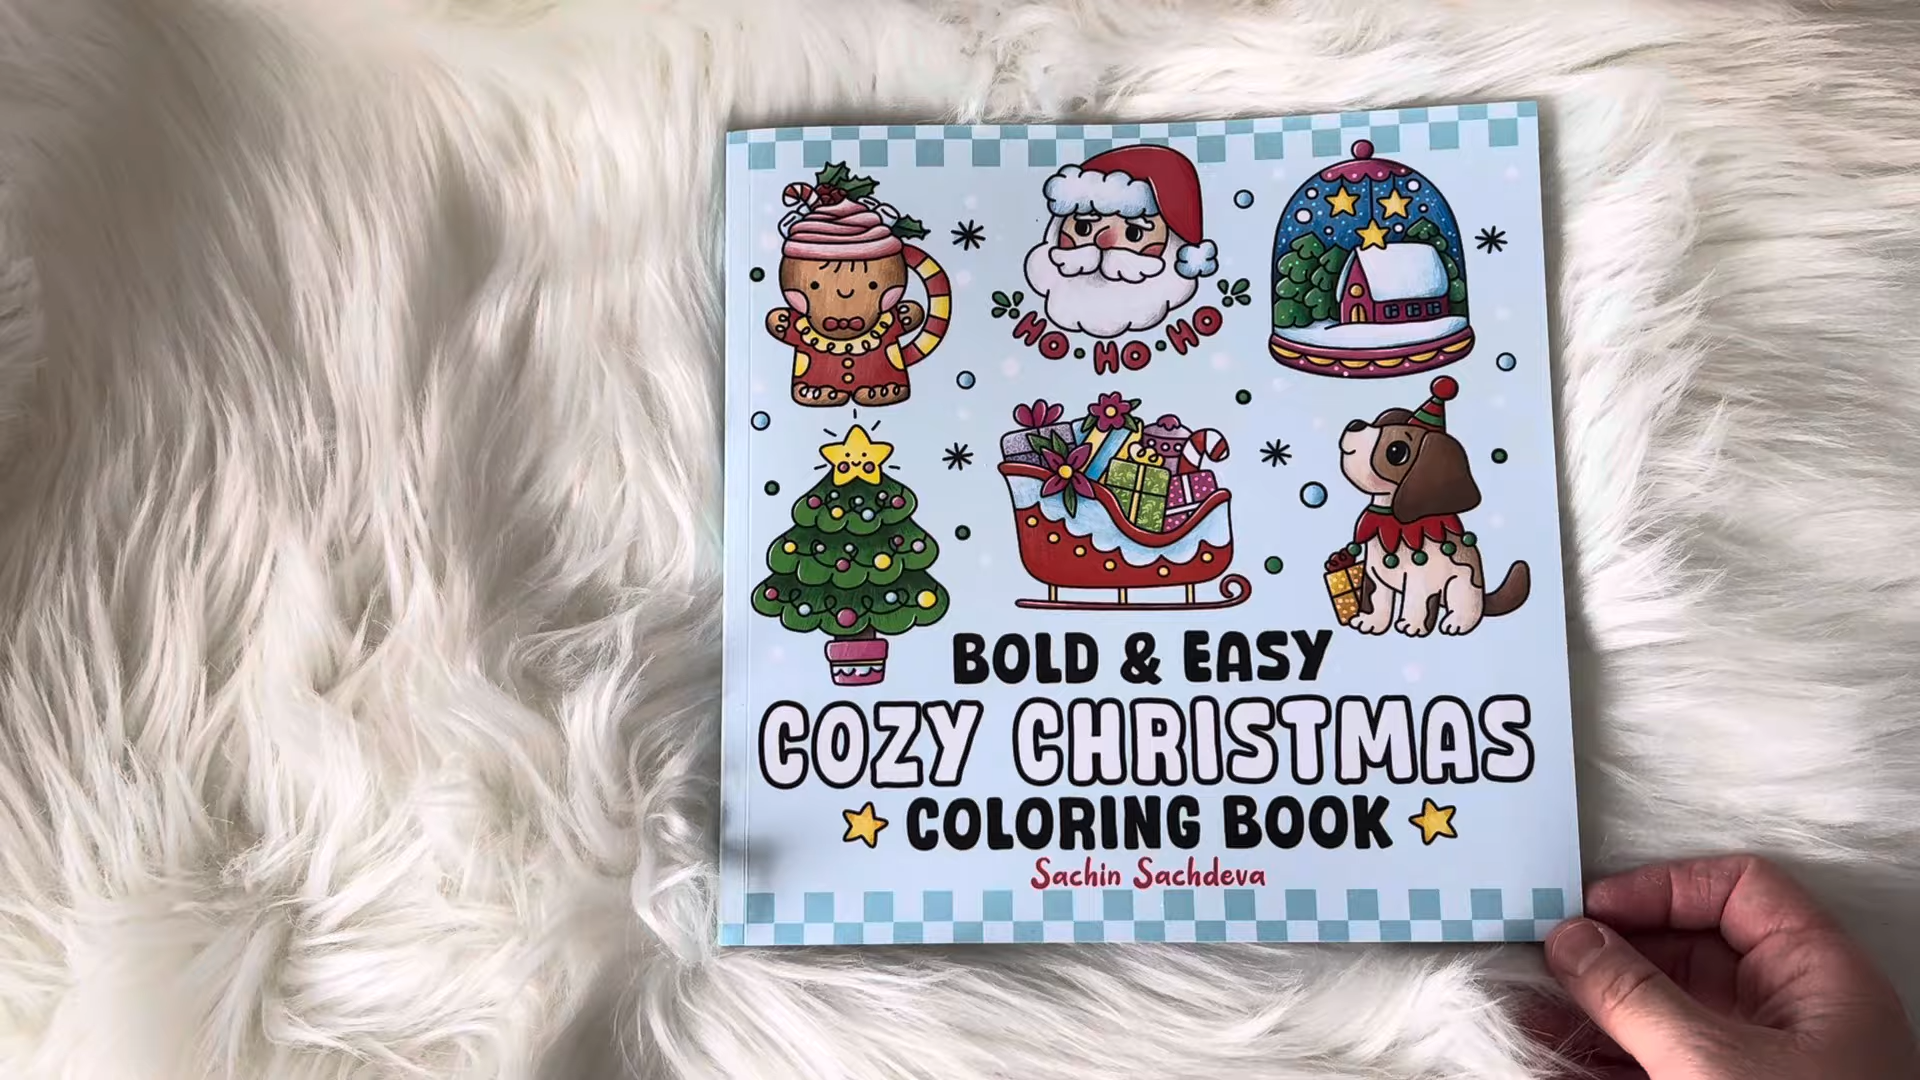 HO • HO • HO
BOLD & EASY
COZY CHRISTMAS
COLORING BOOK
Sachin Sachdeva